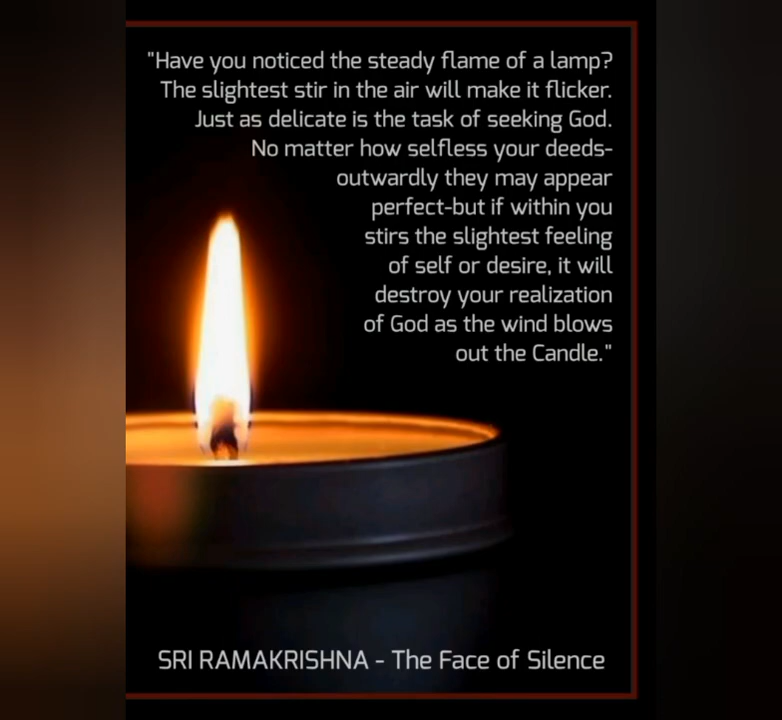 "Have you noticed the steady flame of a lamp?
The slightest stir in the air will make it flicker.
Just as delicate is the task of seeking God.
No matter how selfless your deeds-
outwardly they may appear
perfect-but if within you
stirs the slightest feeling
of self or desire, it will
destroy your realization
of God as the wind blows
out the Candle."
SRI RAMAKRISHNA - The Face of Silence